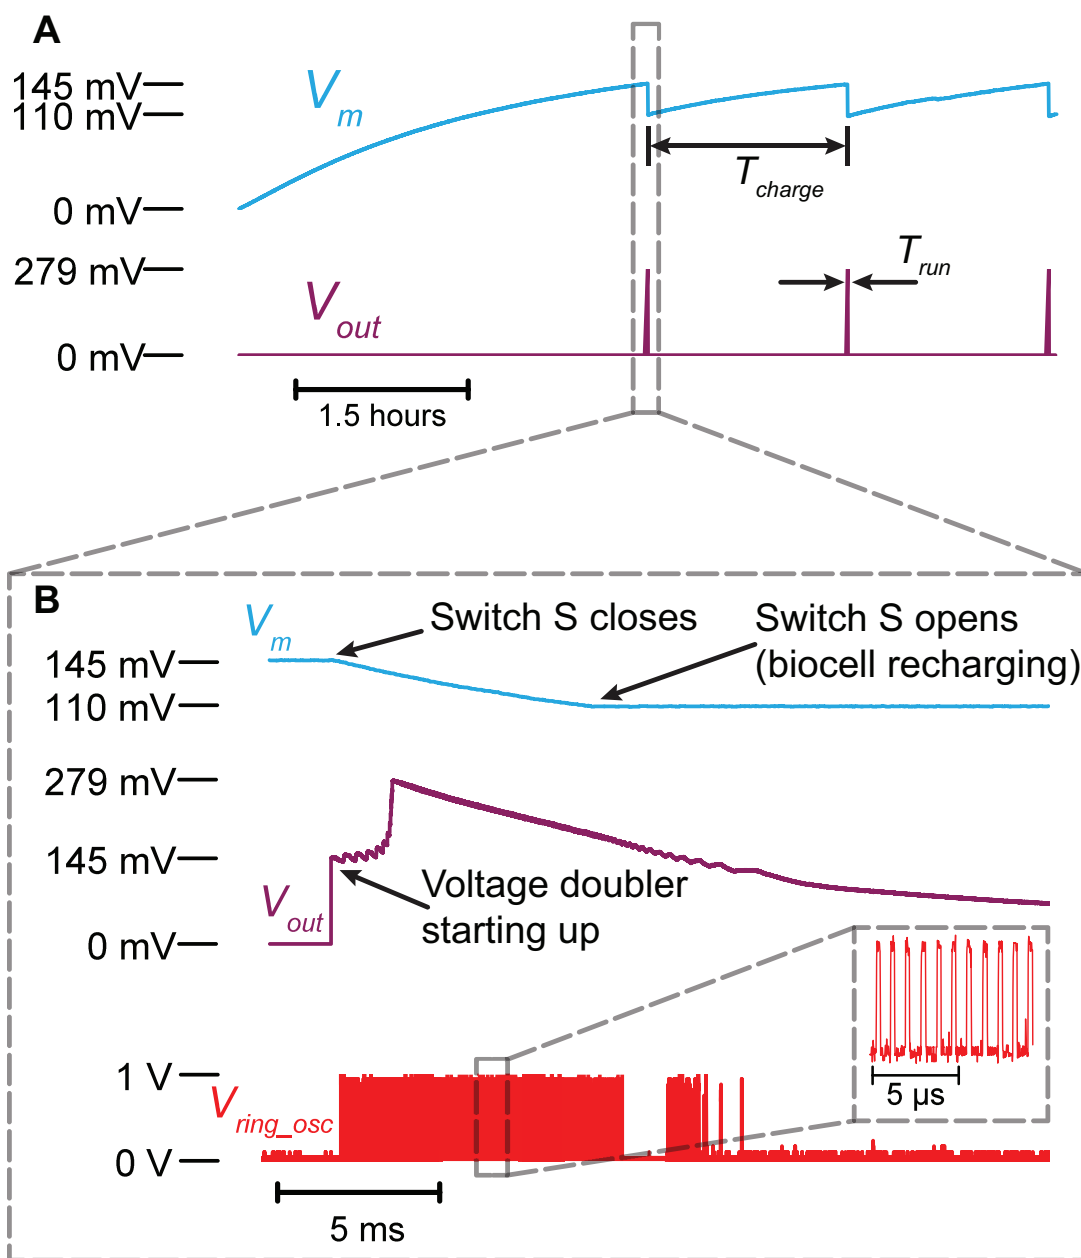 A
145 mV
110 mV
0 mV
V m
T charge
279 mV
0 mV
V out
T run
1.5 hours
B
V m
Switch S closes
Switch S opens
(biocell recharging)
145 mV
110 mV
279 mV
145 mV
0 mV
V out
Voltage doubler
starting up
1 V
0 V
V ring_osc
5 µs
5 ms